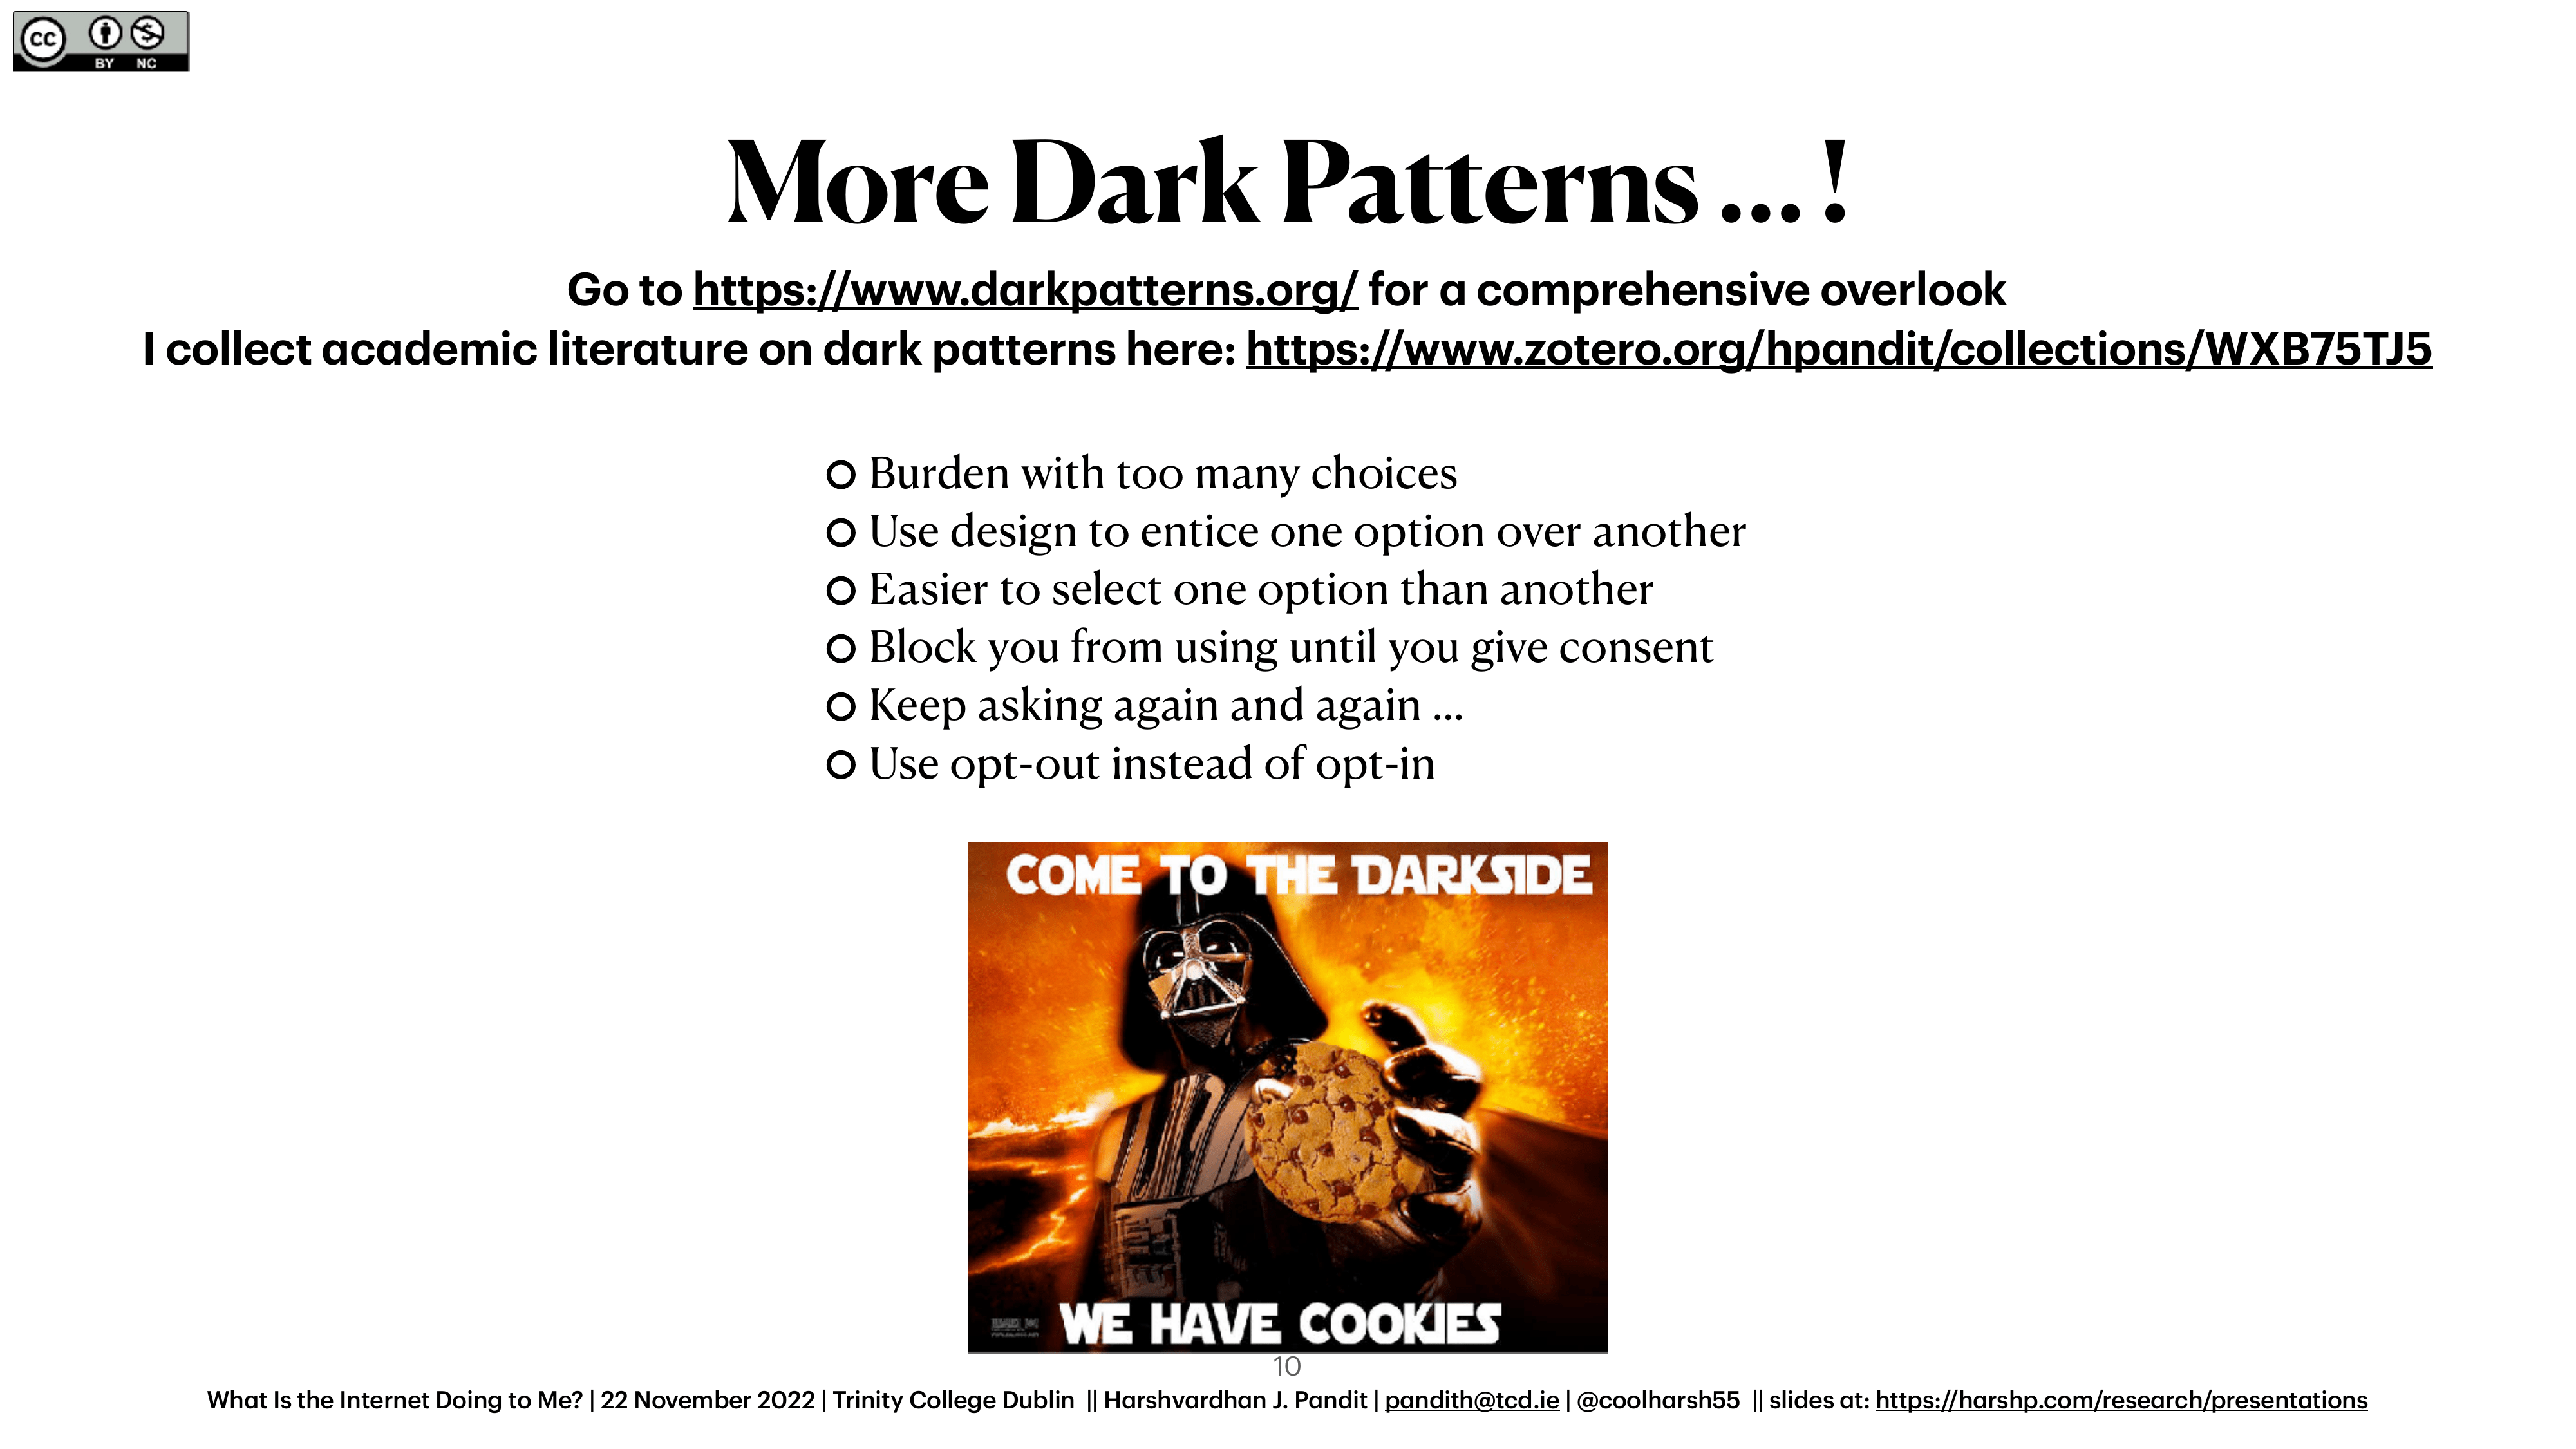 cc
BY NC
More Dark Patterns ... !
Go to https://www.darkpatterns.org/ for a comprehensive overlook
I collect academic literature on dark patterns here: https://www.zotero.org/hpandit/collections/WXB75TJ5
Burden with too many choices
Use design to entice one option over another
Easier to select one option than another
Block you from using until you give consent
Keep asking again and again ...
Use opt-out instead of opt-in
COME TO THE DARKSIDE
WE HAVE COOKIES
10
What Is the Internet Doing to Me? | 22 November 2022 | Trinity College Dublin || Harshvardhan J. Pandit | pandith@tcd.ie | @coolharsh55 || slides at: https://harshp.com/research/presentations